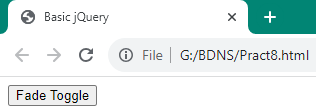 Basic jQuery
File G:/BDNS/Pract8.html
Fade Toggle